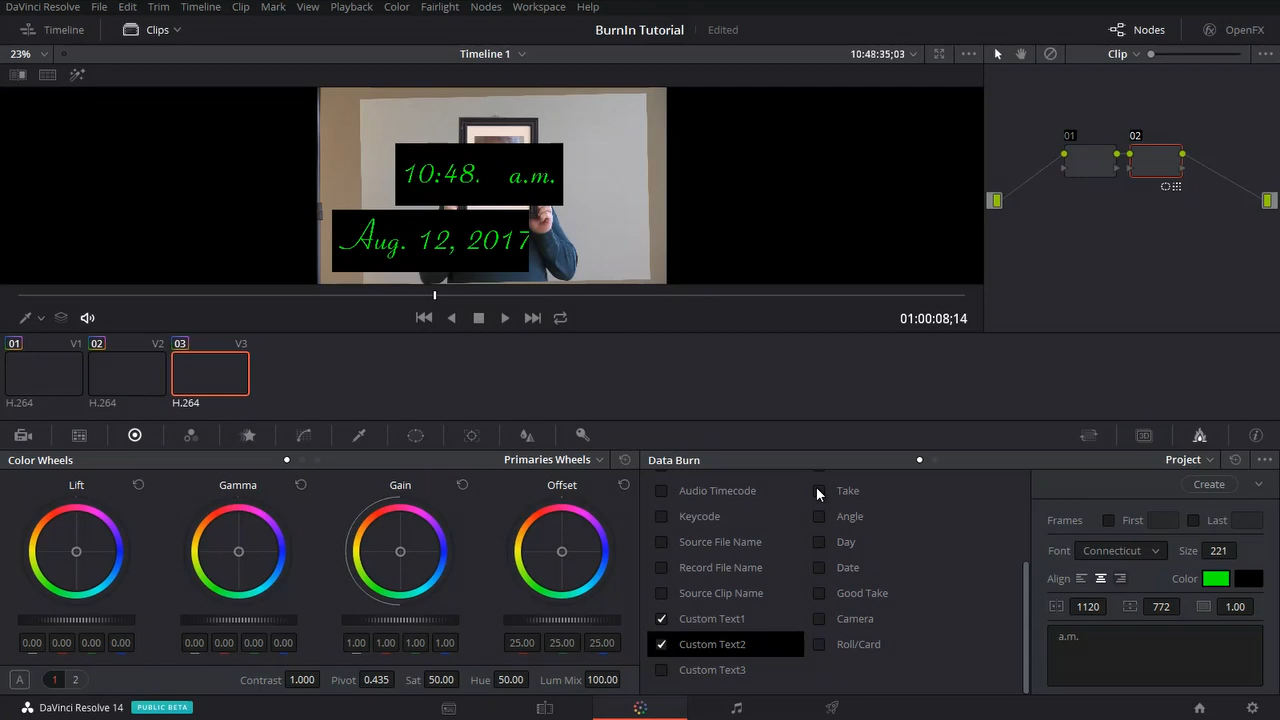 DaVinci Resolve File Edit Trim Timeline Clip Mark View Playback Color Fairlight Nodes Workspace Help
Timeline Clips BurnIn Tutorial Edited Nodes OpenFX
23% Timeline 1 10:48:35;03 Clip
01 02
10:48. a.m.
Aug. 12, 2017
01:00:08;14
01 V1 02 V2 03 V3
H.264 H.264 H.264
Color Wheels Primaries Wheels Data Burn Project
Lift Gamma Gain Offset
0.00 0.00 0.00 0.00 0.00 0.00 0.00 0.00 1.00 1.00 1.00 1.00 25.00 25.00 25.00
A 1 2 Contrast 1.000 Pivot 0.435 Sat 50.00 Hue 50.00 Lum Mix 100.00
Audio Timecode Take
Keycode Angle
Source File Name Day
Record File Name Date
Source Clip Name Good Take
Custom Text1 Camera
Custom Text2 Roll/Card
Custom Text3
Create
Frames First Last
Font Connecticut Size 221
Align Color
1120 772 1.00
a.m.
DaVinci Resolve 14 PUBLIC BETA